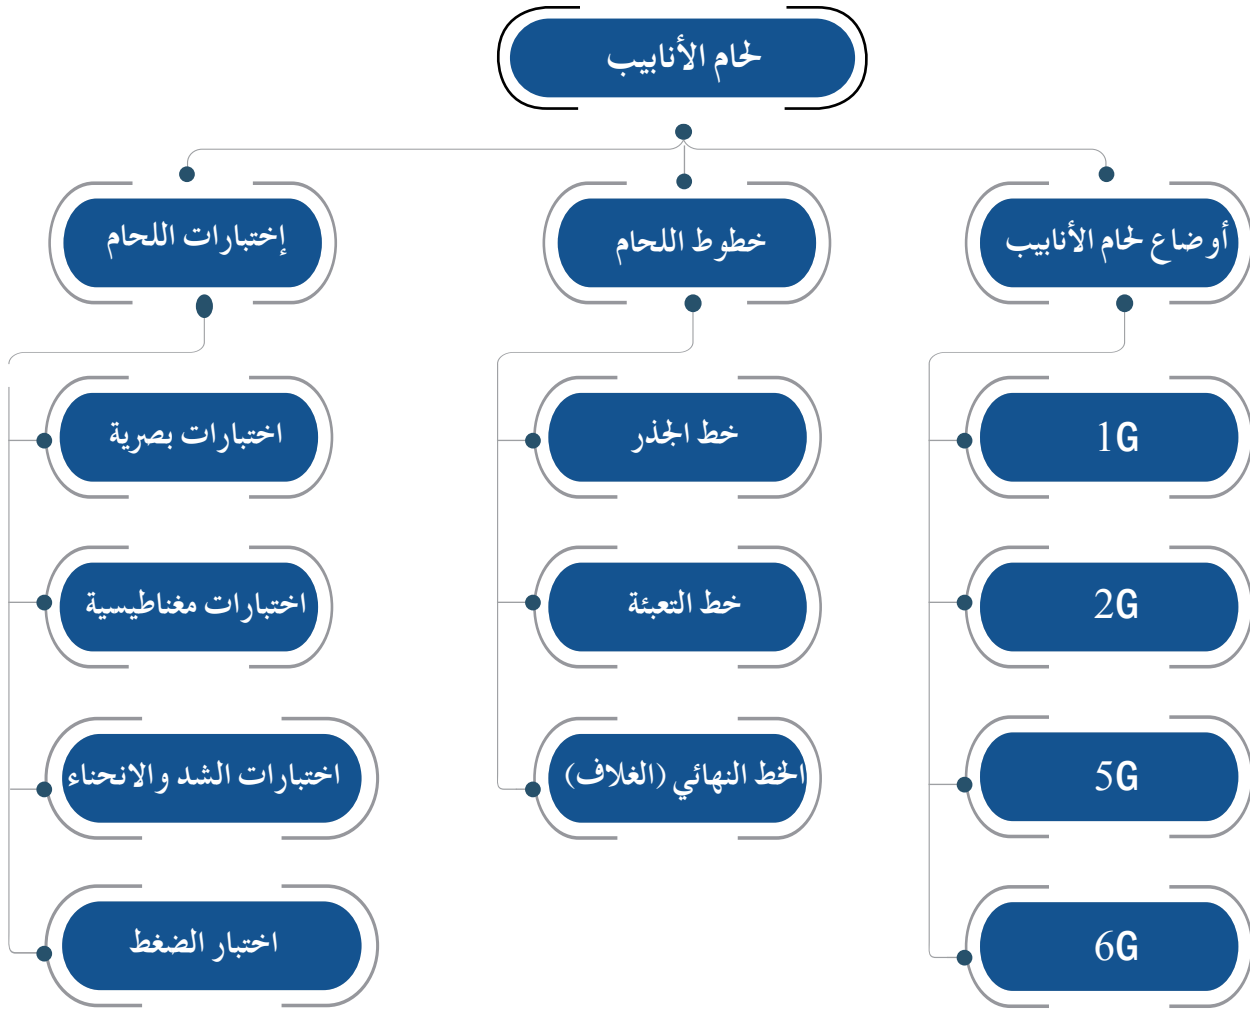 لحام الأنابيب
أوضاع لحام الأنابيب
خطوط اللحام
إختبارات اللحام
1G
2G
5G
6G
خط الجذر
خط التعبئة
الخط النهائي (الغلاف)
اختبارات بصرية
اختبارات مغناطيسية
اختبارات الشد والانحناء
اختبار الضغط